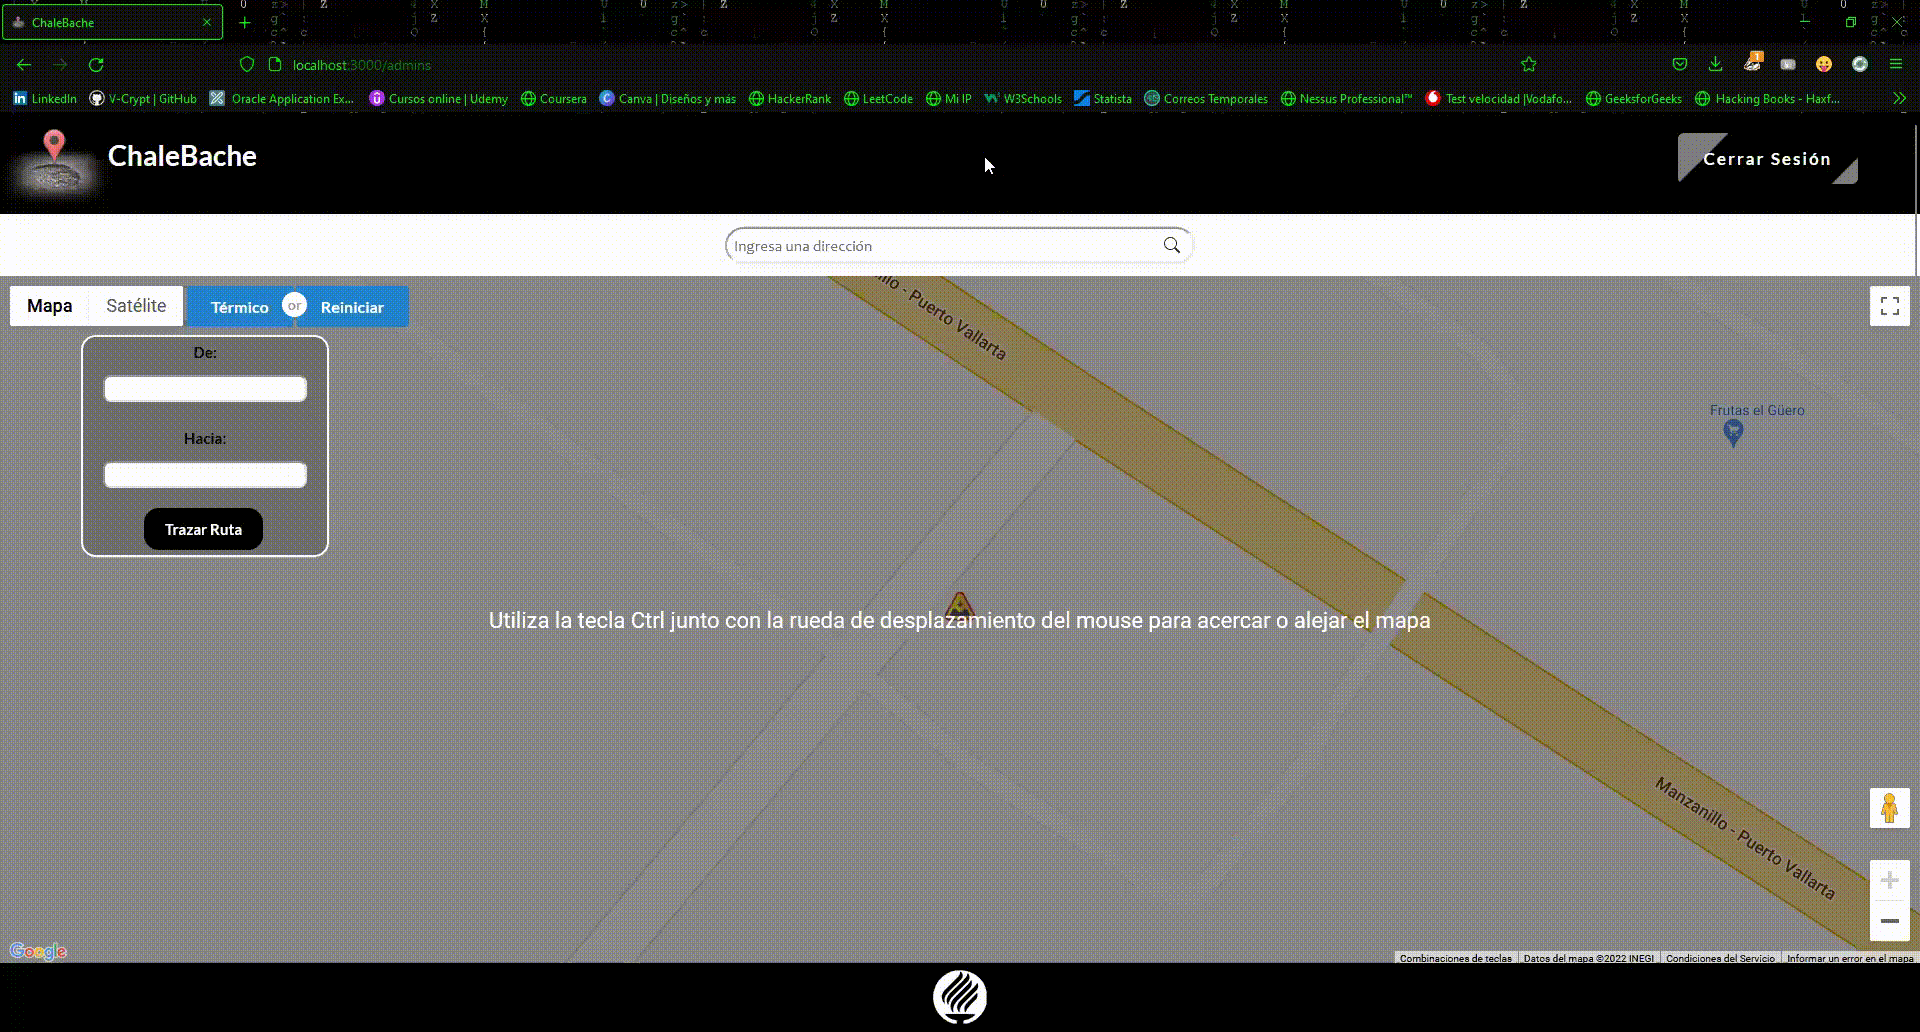 ChaleBache
localhost:3000/admins
LinkedIn
V-Crypt | GitHub
Oracle Application Ex...
Cursos online | Udemy
Coursera
Canva | Diseños y más
HackerRank
LeetCode
Mi IP
W3Schools
Statista
Correos Temporales
Nessus Professional™
Test velocidad |Vodafo...
GeeksforGeeks
Hacking Books - Haxf...
ChaleBache
Cerrar Sesión
Ingresa una dirección
Mapa
Satélite
Térmico
or
Reiniciar
De:
Hacia:
Trazar Ruta
illo - Puerto Vallarta
Frutas el Güero
Utiliza la tecla Ctrl junto con la rueda de desplazamiento del mouse para acercar o alejar el mapa
Manzanillo - Puerto Vallarta
Google
Combinaciones de teclas
Datos del mapa ©2022 INEGI
Condiciones del Servicio
Informar un error en el mapa